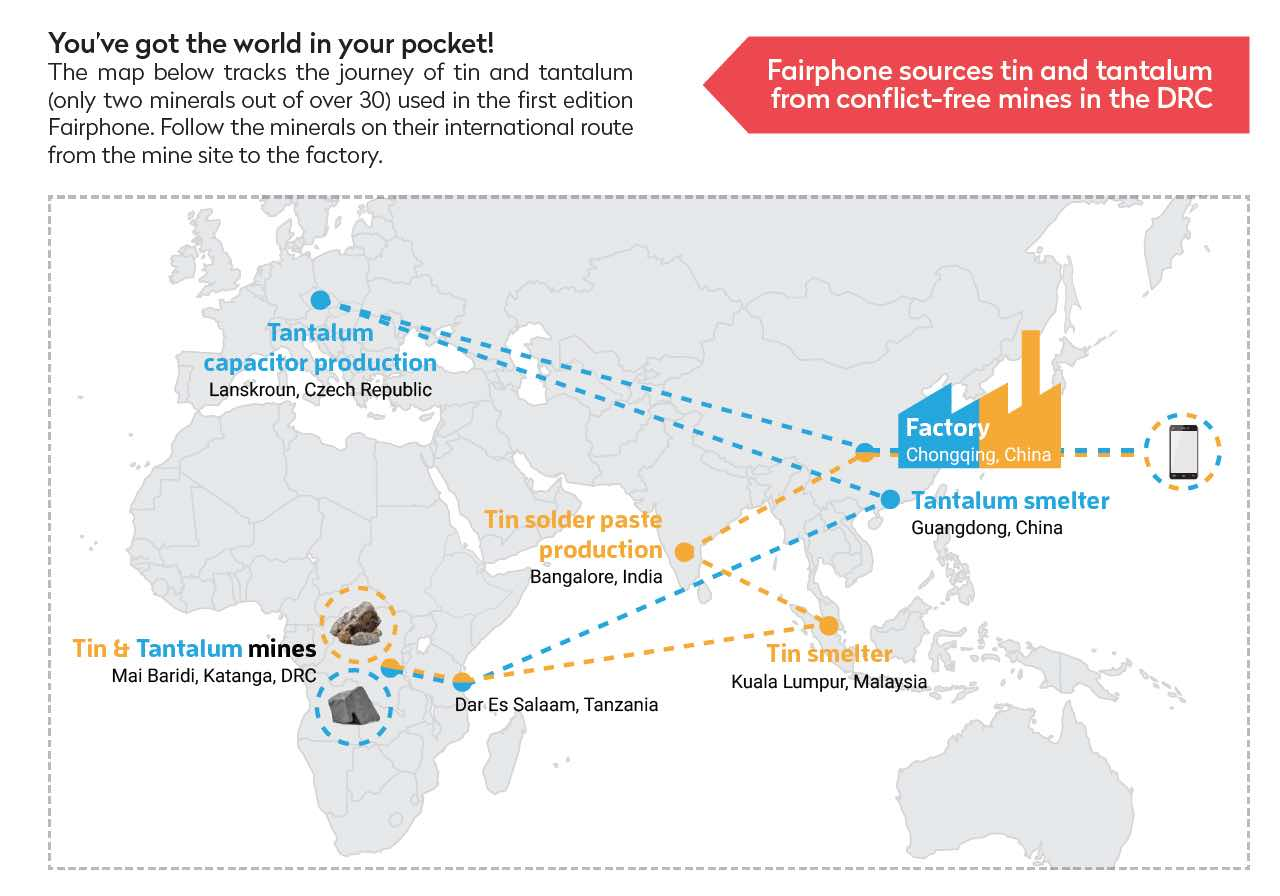 You've got the world in your pocket!
The map below tracks the journey of tin and tantalum
(only two minerals out of over 30) used in the first edition
Fairphone. Follow the minerals on their international route
from the mine site to the factory.
Fairphone sources tin and tantalum
from conflict-free mines in the DRC
Tantalum
capacitor production
Lanskroun, Czech Republic
Factory
Chongqing, China
Tantalum smelter
Guangdong, China
Tin solder paste
production
Bangalore, India
Tin & Tantalum mines
Mai Baridi, Katanga, DRC
Tin smelter
Kuala Lumpur, Malaysia
Dar Es Salaam, Tanzania